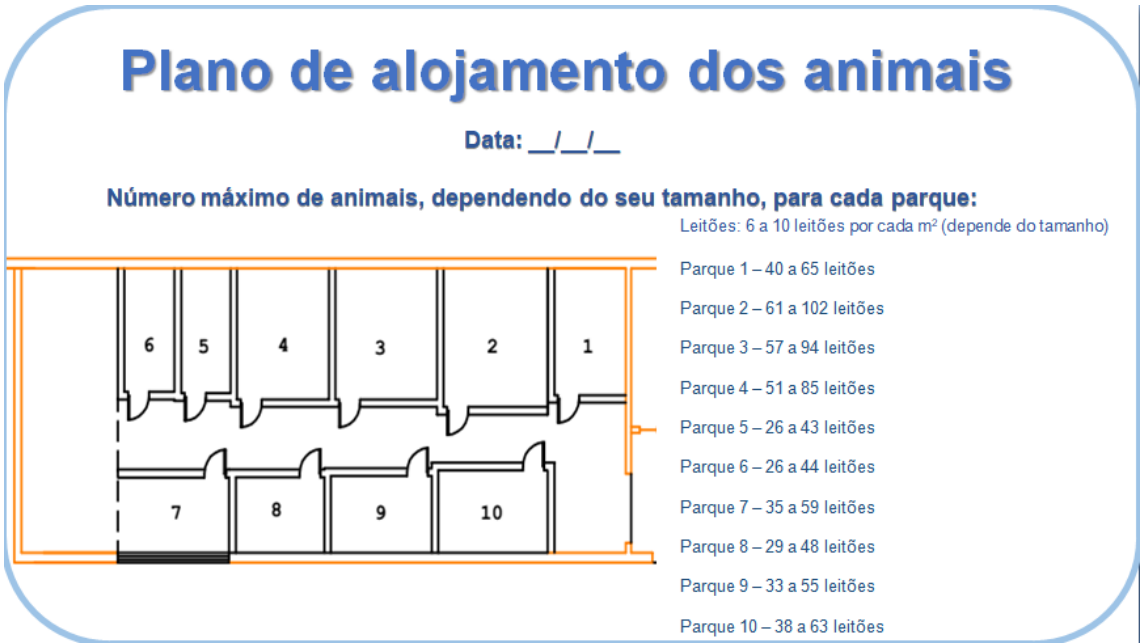 Plano de alojamento dos animais
Data: __/__/__
Número máximo de animais, dependendo do seu tamanho, para cada parque:
Leitões: 6 a 10 leitões por cada m² (depende do tamanho)
Parque 1 – 40 a 65 leitões
Parque 2 – 61 a 102 leitões
Parque 3 – 57 a 94 leitões
Parque 4 – 51 a 85 leitões
Parque 5 – 26 a 43 leitões
Parque 6 – 26 a 44 leitões
Parque 7 – 35 a 59 leitões
Parque 8 – 29 a 48 leitões
Parque 9 – 33 a 55 leitões
Parque 10 – 38 a 63 leitões
6 5 4 3 2 1
7 8 9 10